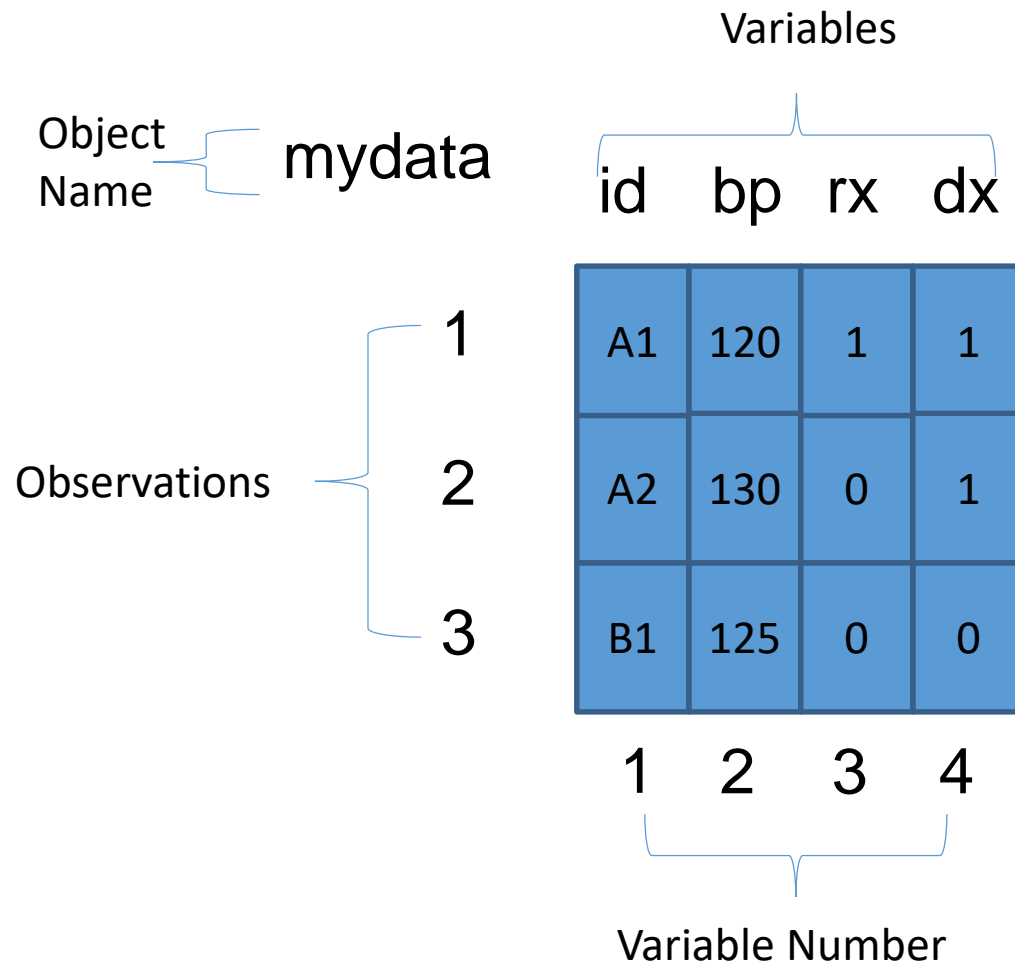 Variables
Object
Name
mydata
id bp rx dx
1 A1 120 1 1
Observations
2 A2 130 0 1
3 B1 125 0 0
1 2 3 4
Variable Number